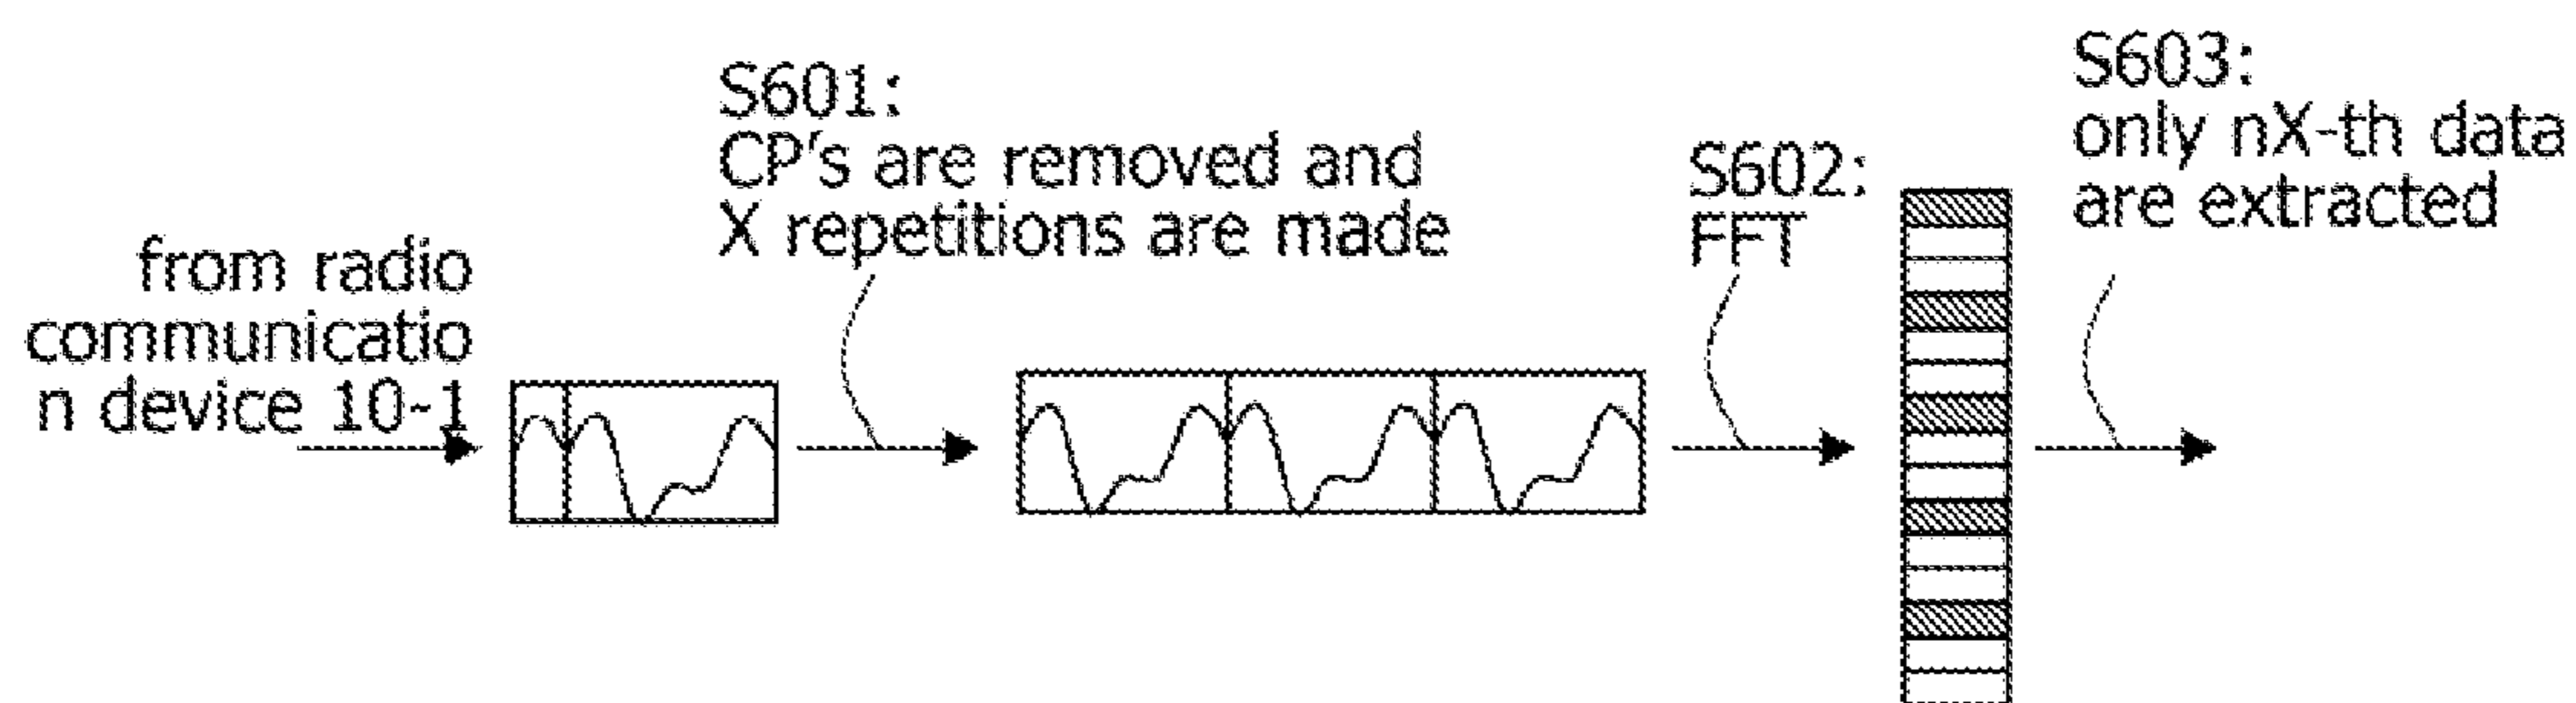 from radio
communicatio
n device 10-1
S601:
CP's are removed and
X repetitions are made
S602:
FFT
S603:
only nX-th data
are extracted